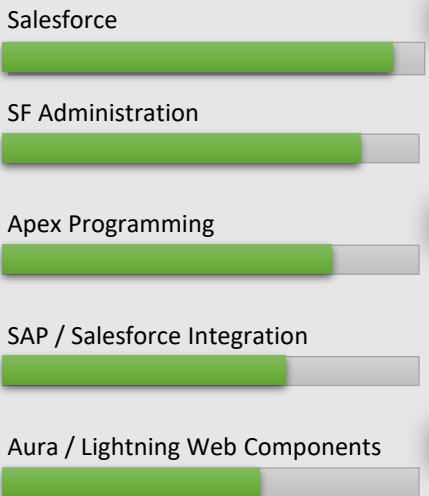 Salesforce
SF Administration
Apex Programming
SAP / Salesforce Integration
Aura / Lightning Web Components